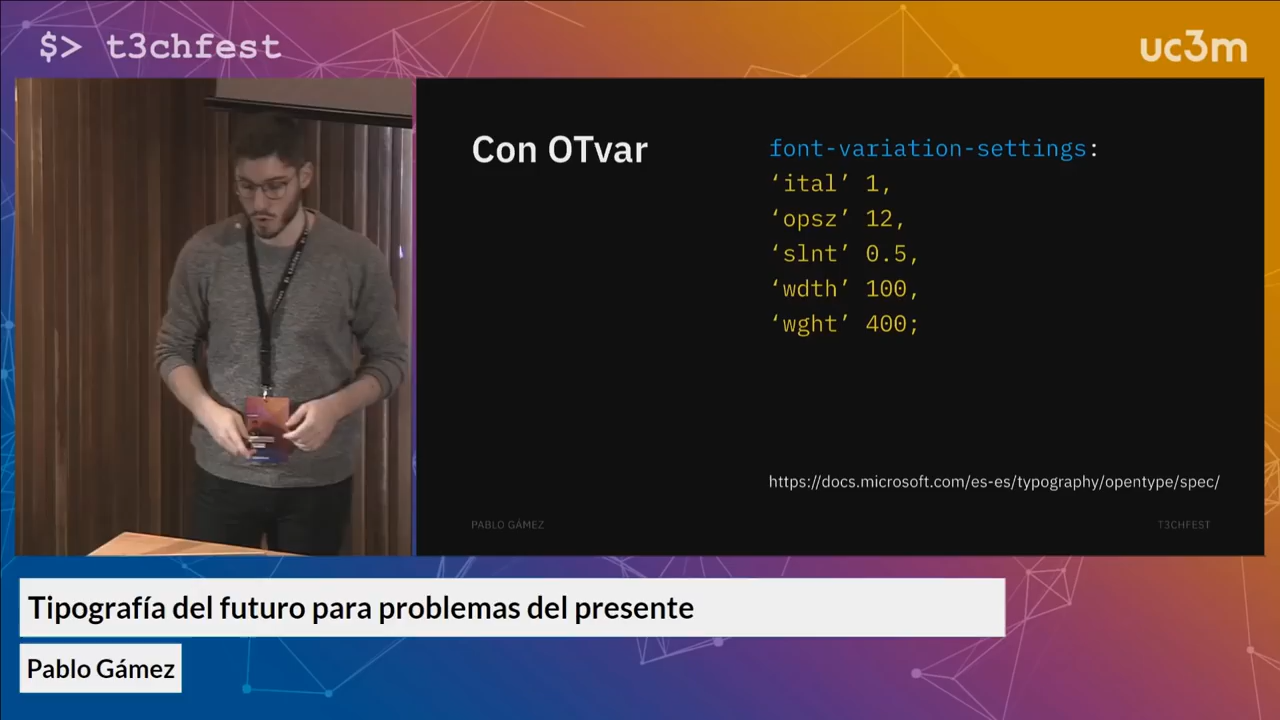 $> t3chfest
uc3m
Con OTvar
font-variation-settings:
‘ital’ 1,
‘opsz’ 12,
‘slnt’ 0.5,
‘wdth’ 100,
‘wght’ 400;
https://docs.microsoft.com/es-es/typography/opentype/spec/
PABLO GÁMEZ
T3CHFEST
Tipografía del futuro para problemas del presente
Pablo Gámez